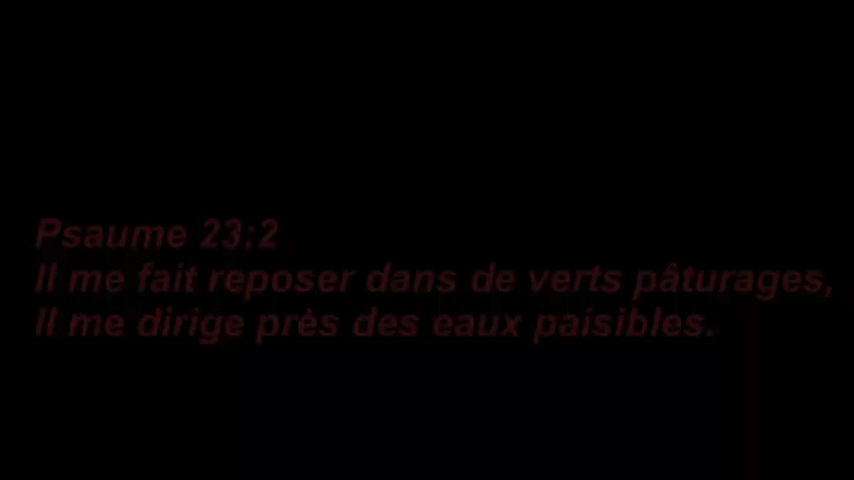 Psaume 23:2
Il me fait reposer dans de verts pâturages,
Il me dirige près des eaux paisibles.